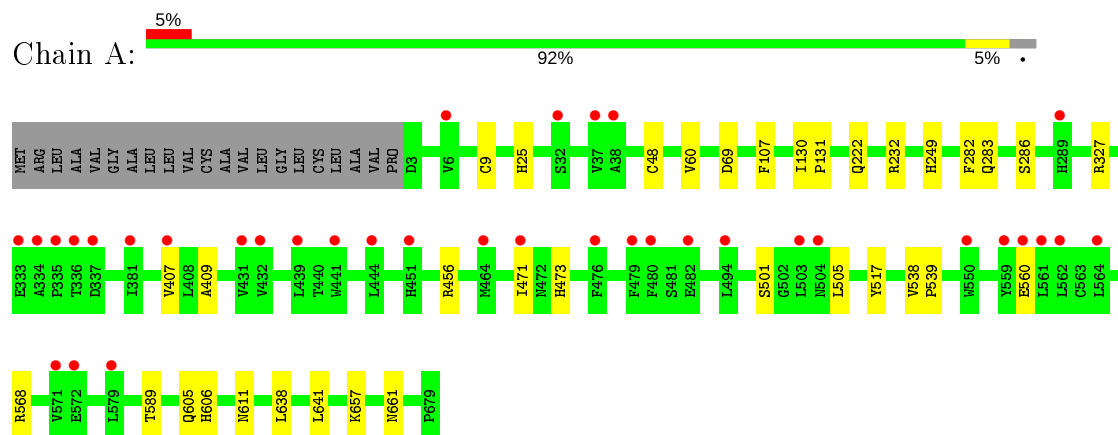 5%
Chain A:
92% 5% •
MET ARG LEU ALA VAL GLY ALA LEU LEU VAL CYS ALA VAL LEU GLY LEU CYS LEU ALA VAL PRO D3 V6 C9 H25 S32 V37 A38 C48 V60 D69 F107 I130 P131 Q222 R232 H249 F282 Q283 S286 H289 R327
E333 A334 P335 T336 D337 I381 V407 L408 A409 V431 V432 L439 T440 W441 L444 H451 R456 M464 I471 N472 H473 F476 F479 F480 S481 E482 L494 S501 G502 L503 N504 L505 Y517 V538 P539 W550 Y559 E560 L561 L562 C563 L564
R568 V571 E572 L579 T589 Q605 H606 N611 L638 L641 K657 N661 P679